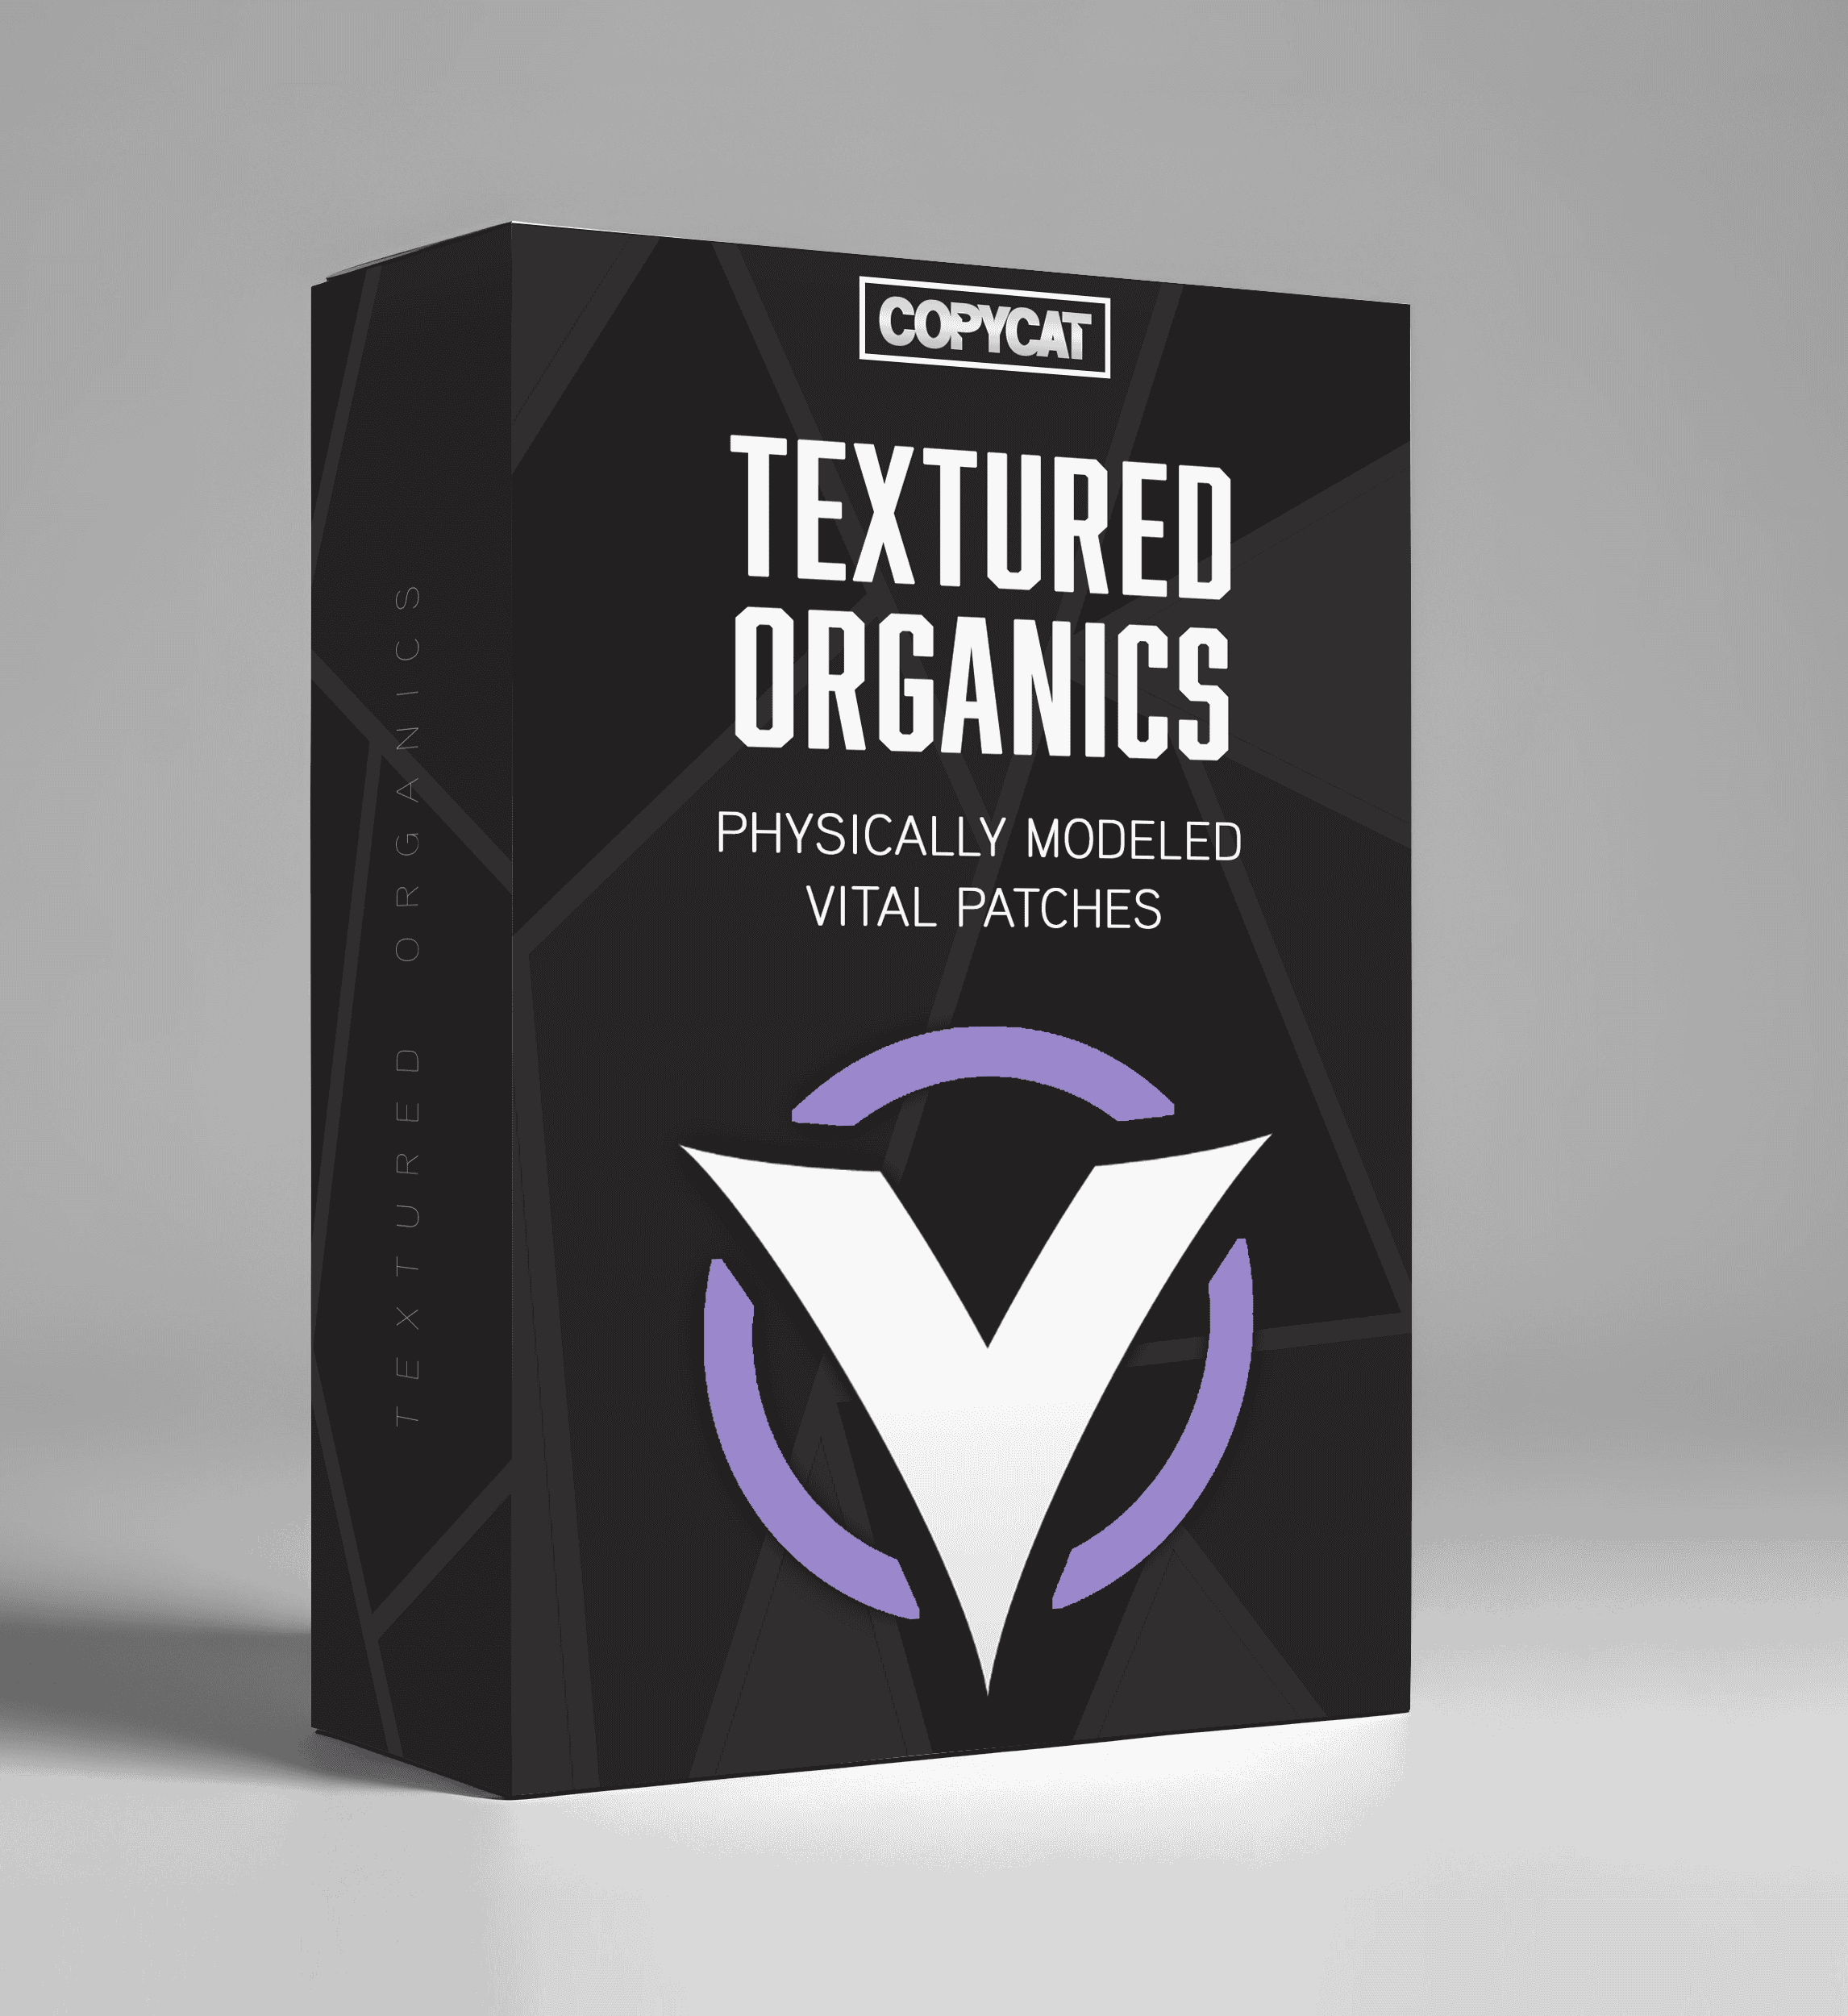 COPYCAT
TEXTURED
ORGANICS
PHYSICALLY MODELED
VITAL PATCHES
TEXTURED ORGANICS